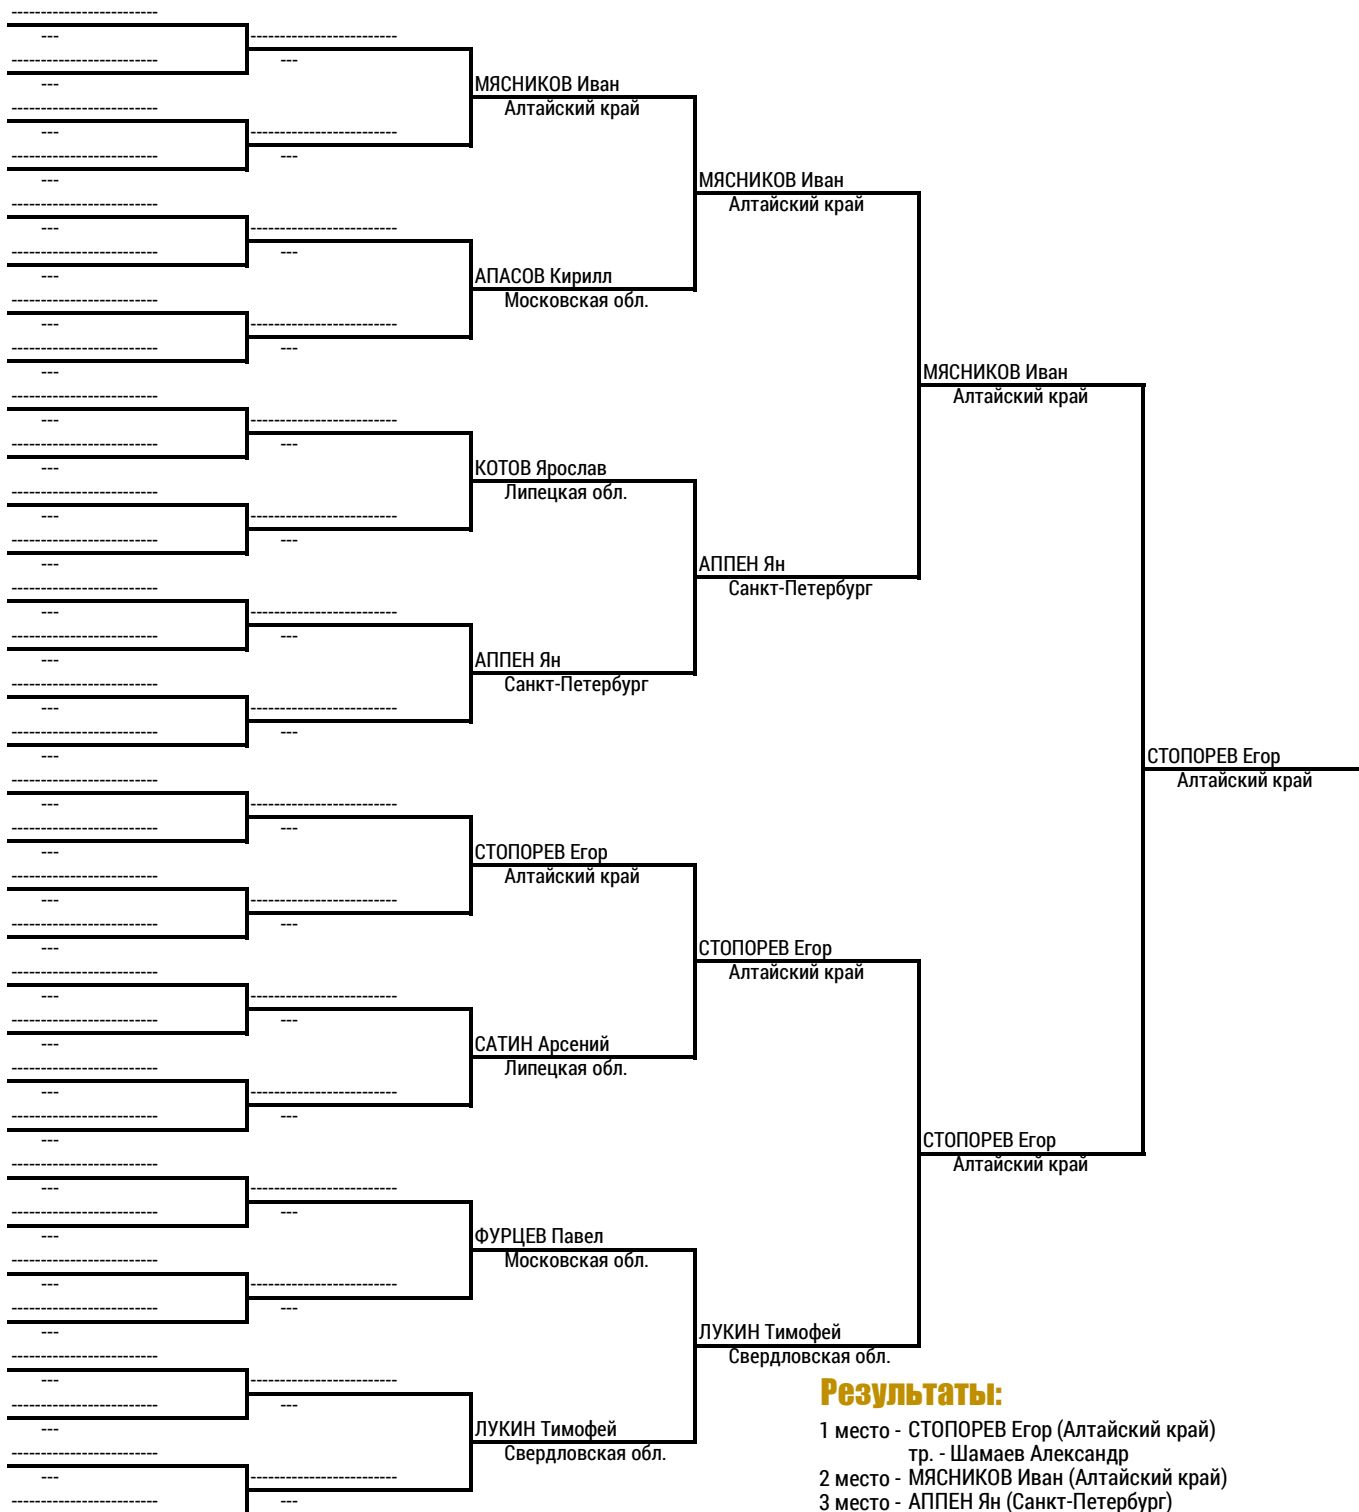 МЯСНИКОВ Иван
Алтайский край
АПАСОВ Кирилл
Московская обл.
КОТОВ Ярослав
Липецкая обл.
АППЕН Ян
Санкт-Петербург
СТОПОРЕВ Егор
Алтайский край
САТИН Арсений
Липецкая обл.
ФУРЦЕВ Павел
Московская обл.
ЛУКИН Тимофей
Свердловская обл.
МЯСНИКОВ Иван
Алтайский край
АППЕН Ян
Санкт-Петербург
СТОПОРЕВ Егор
Алтайский край
ЛУКИН Тимофей
Свердловская обл.
МЯСНИКОВ Иван
Алтайский край
СТОПОРЕВ Егор
Алтайский край
СТОПОРЕВ Егор
Алтайский край
Результаты:
1 место - СТОПОРЕВ Егор (Алтайский край)
тр. - Шамаев Александр
2 место - МЯСНИКОВ Иван (Алтайский край)
3 место - АППЕН Ян (Санкт-Петербург)